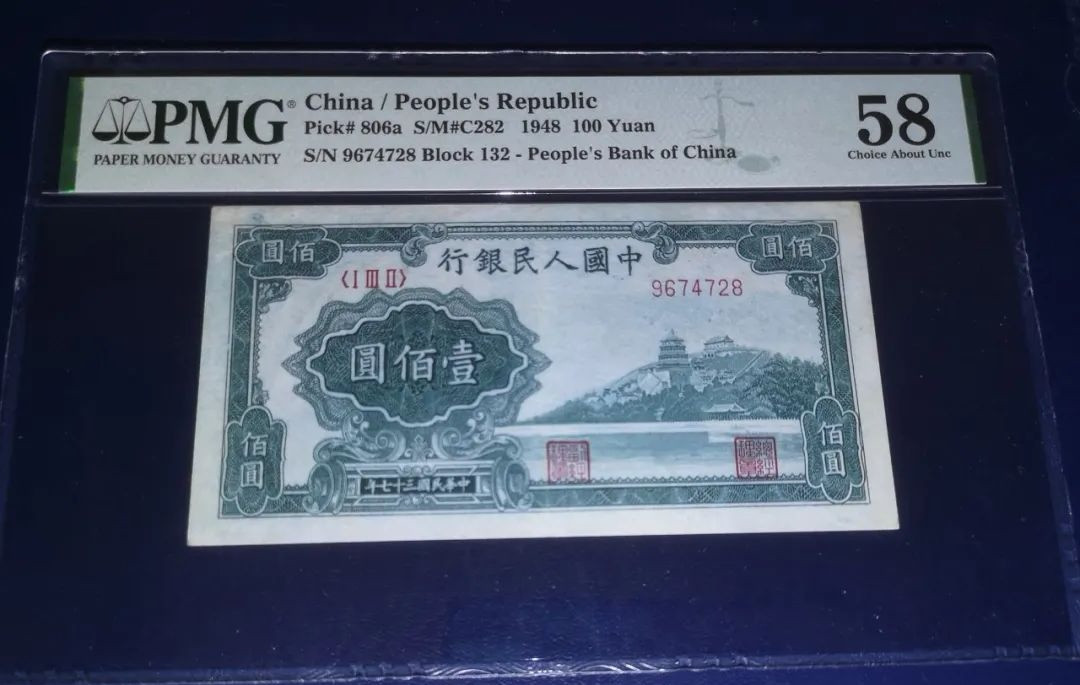 PMG®
PAPER MONEY GUARANTY
China / People's Republic
Pick# 806a S/M#C282 1948 100 Yuan
S/N 9674728 Block 132 - People's Bank of China
58
Choice About Unc
圓佰
圓佰
行銀民人國中
〈I III II〉
9674728
圓佰壹
佰圓
佰圓
年七十三國民華中